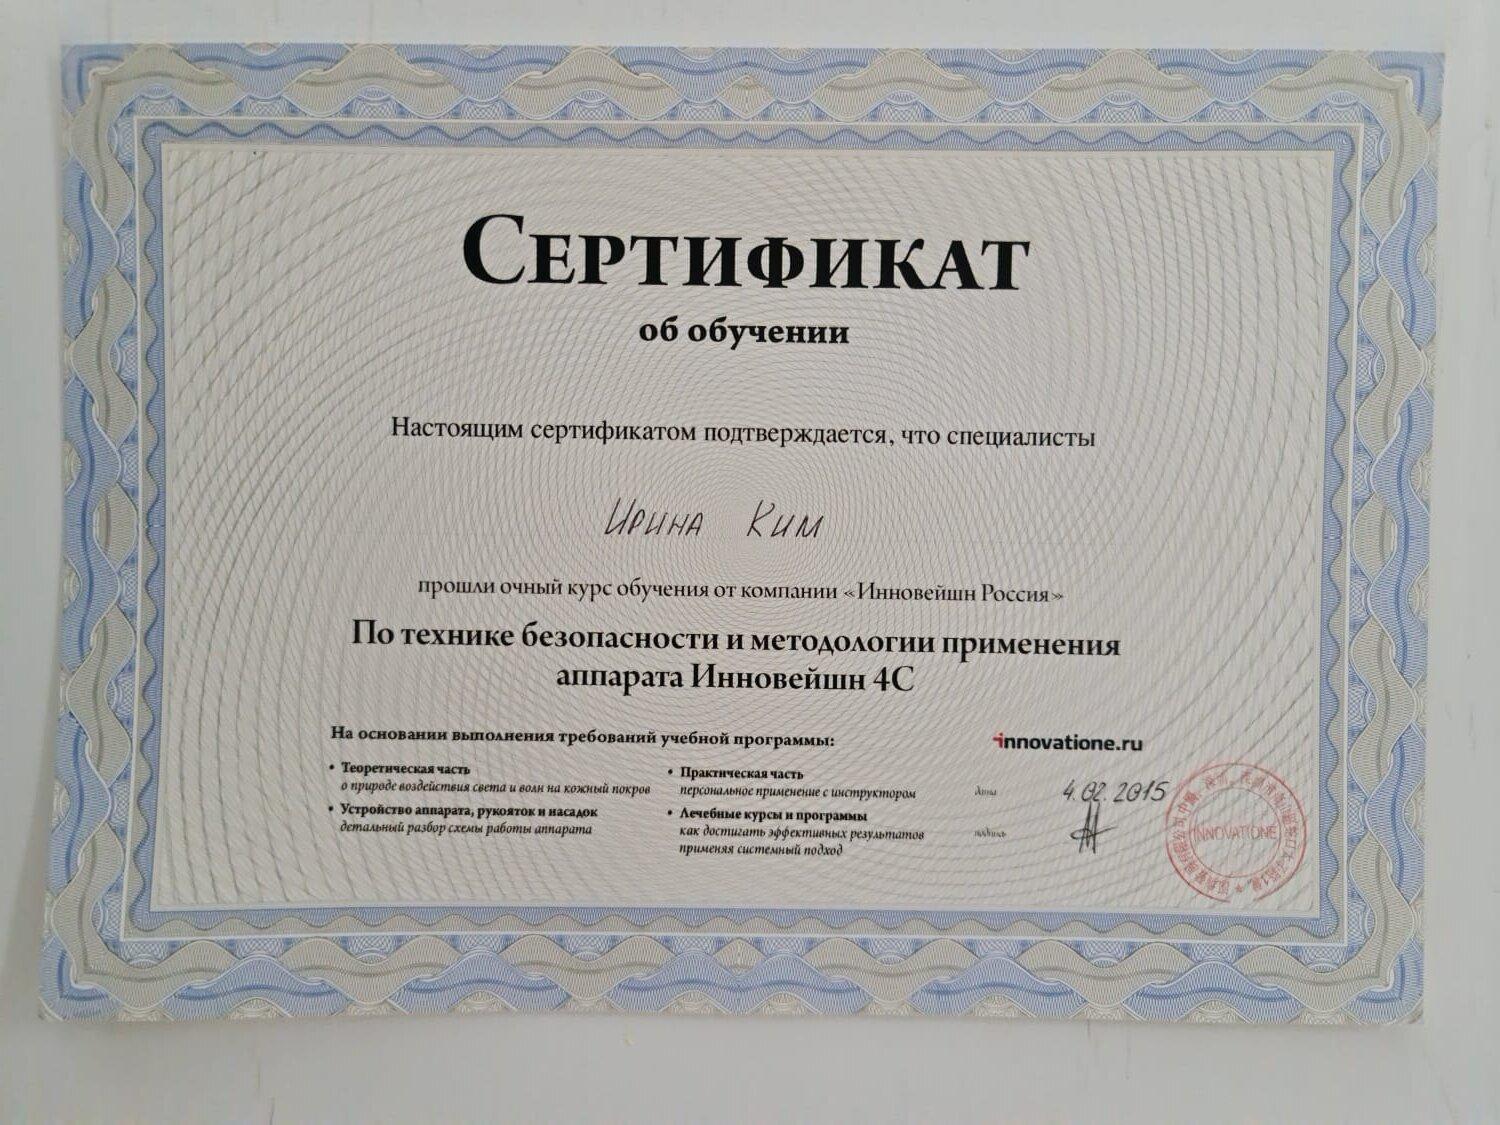 СЕРТИФИКАТ
об обучении
Настоящим сертификатом подтверждается, что специалисты
Ирина Ким
прошли очный курс обучения от компании «Инновейшн Россия»
По технике безопасности и методологии применения
аппарата Инновейшн 4С
На основании выполнения требований учебной программы:
• Теоретическая часть
о природе воздействия света и волн на кожный покров
• Устройство аппарата, рукояток и насадок
детальный разбор схемы работы аппарата
• Практическая часть
персональное применение с инструктором
• Лечебные курсы и программы
как достигать эффективных результатов
применяя системный подход
innovatione.ru
дата 4.02.2015
подпись
INNOVATIONE